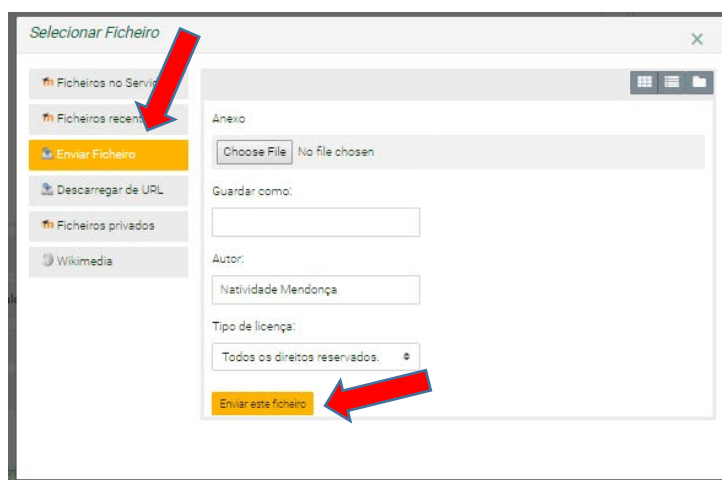 Selecionar Ficheiro
Ficheiros no Servi
Ficheiros recent
Enviar Ficheiro
Descarregar de URL
Ficheiros privados
Wikimedia
Anexo
Choose File No file chosen
Guardar como:
Autor:
Natividade Mendonça
Tipo de licença:
Todos os direitos reservados.
Enviar este ficheiro